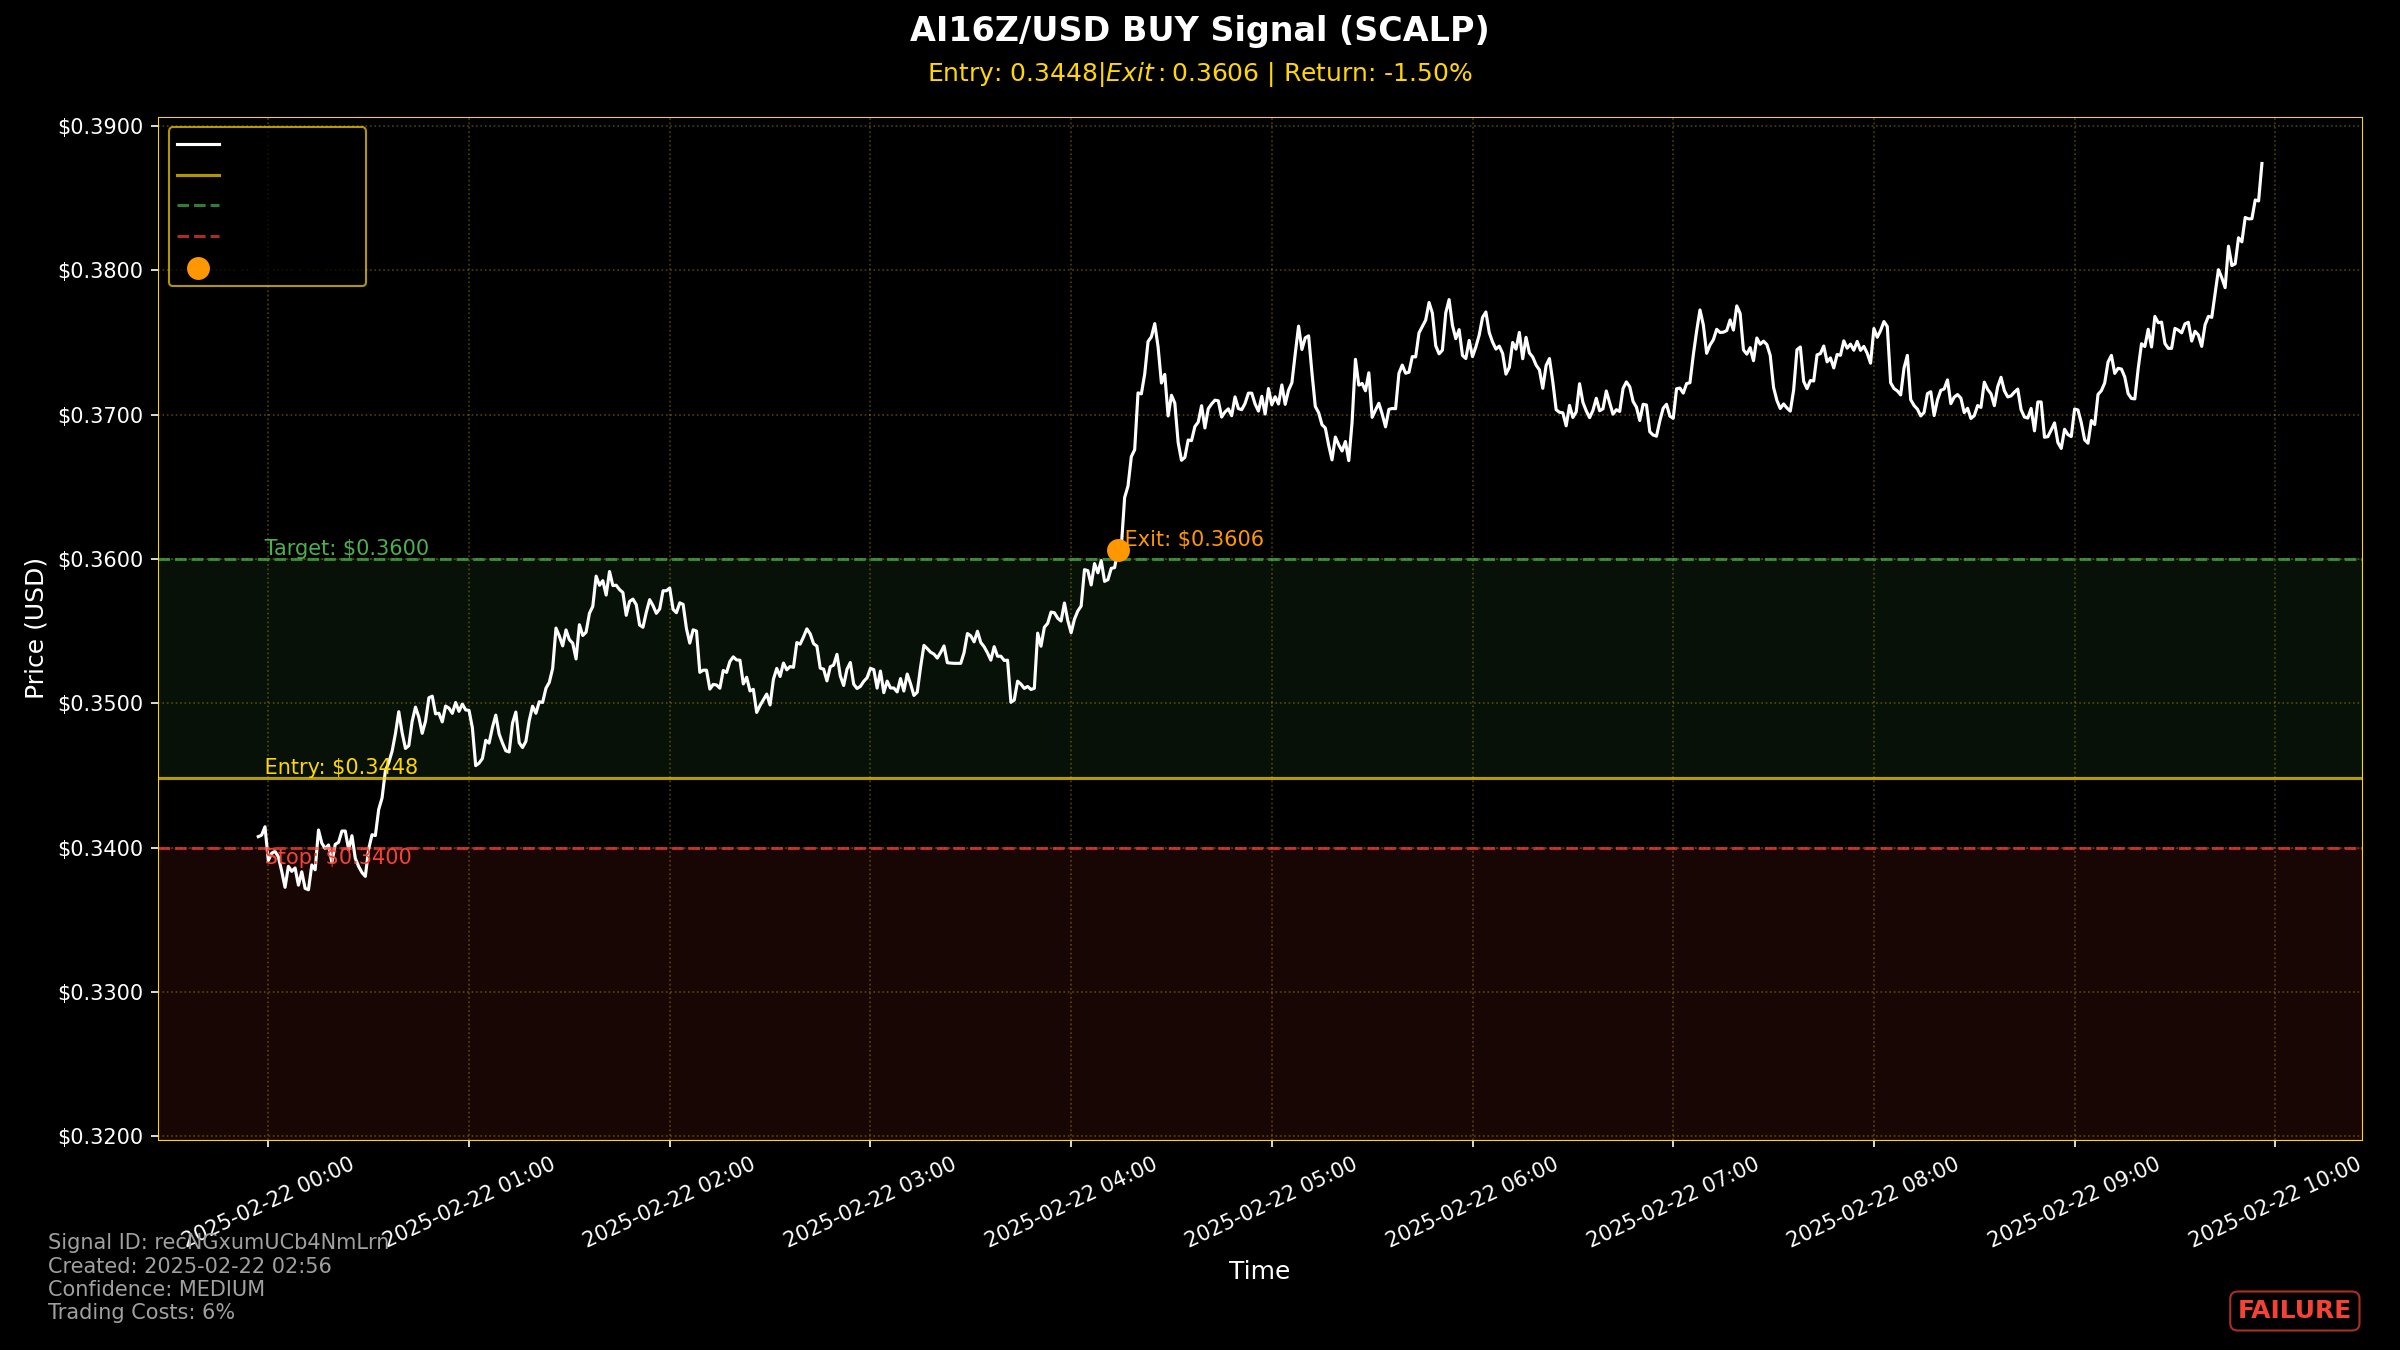 AI16Z/USD BUY Signal (SCALP)
Entry: 0.3448|Exit : 0.3606 | Return: -1.50%
$0.3900
$0.3800
$0.3700
$0.3600
$0.3500
$0.3400
$0.3300
$0.3200
Price (USD)
Target: $0.3600
Exit: $0.3606
Entry: $0.3448
Stop: $0.3400
2025-02-22 00:00
2025-02-22 01:00
2025-02-22 02:00
2025-02-22 03:00
2025-02-22 04:00
2025-02-22 05:00
2025-02-22 06:00
2025-02-22 07:00
2025-02-22 08:00
2025-02-22 09:00
2025-02-22 10:00
Time
Signal ID: recNGxumUCb4NmLrn
Created: 2025-02-22 02:56
Confidence: MEDIUM
Trading Costs: 6%
FAILURE